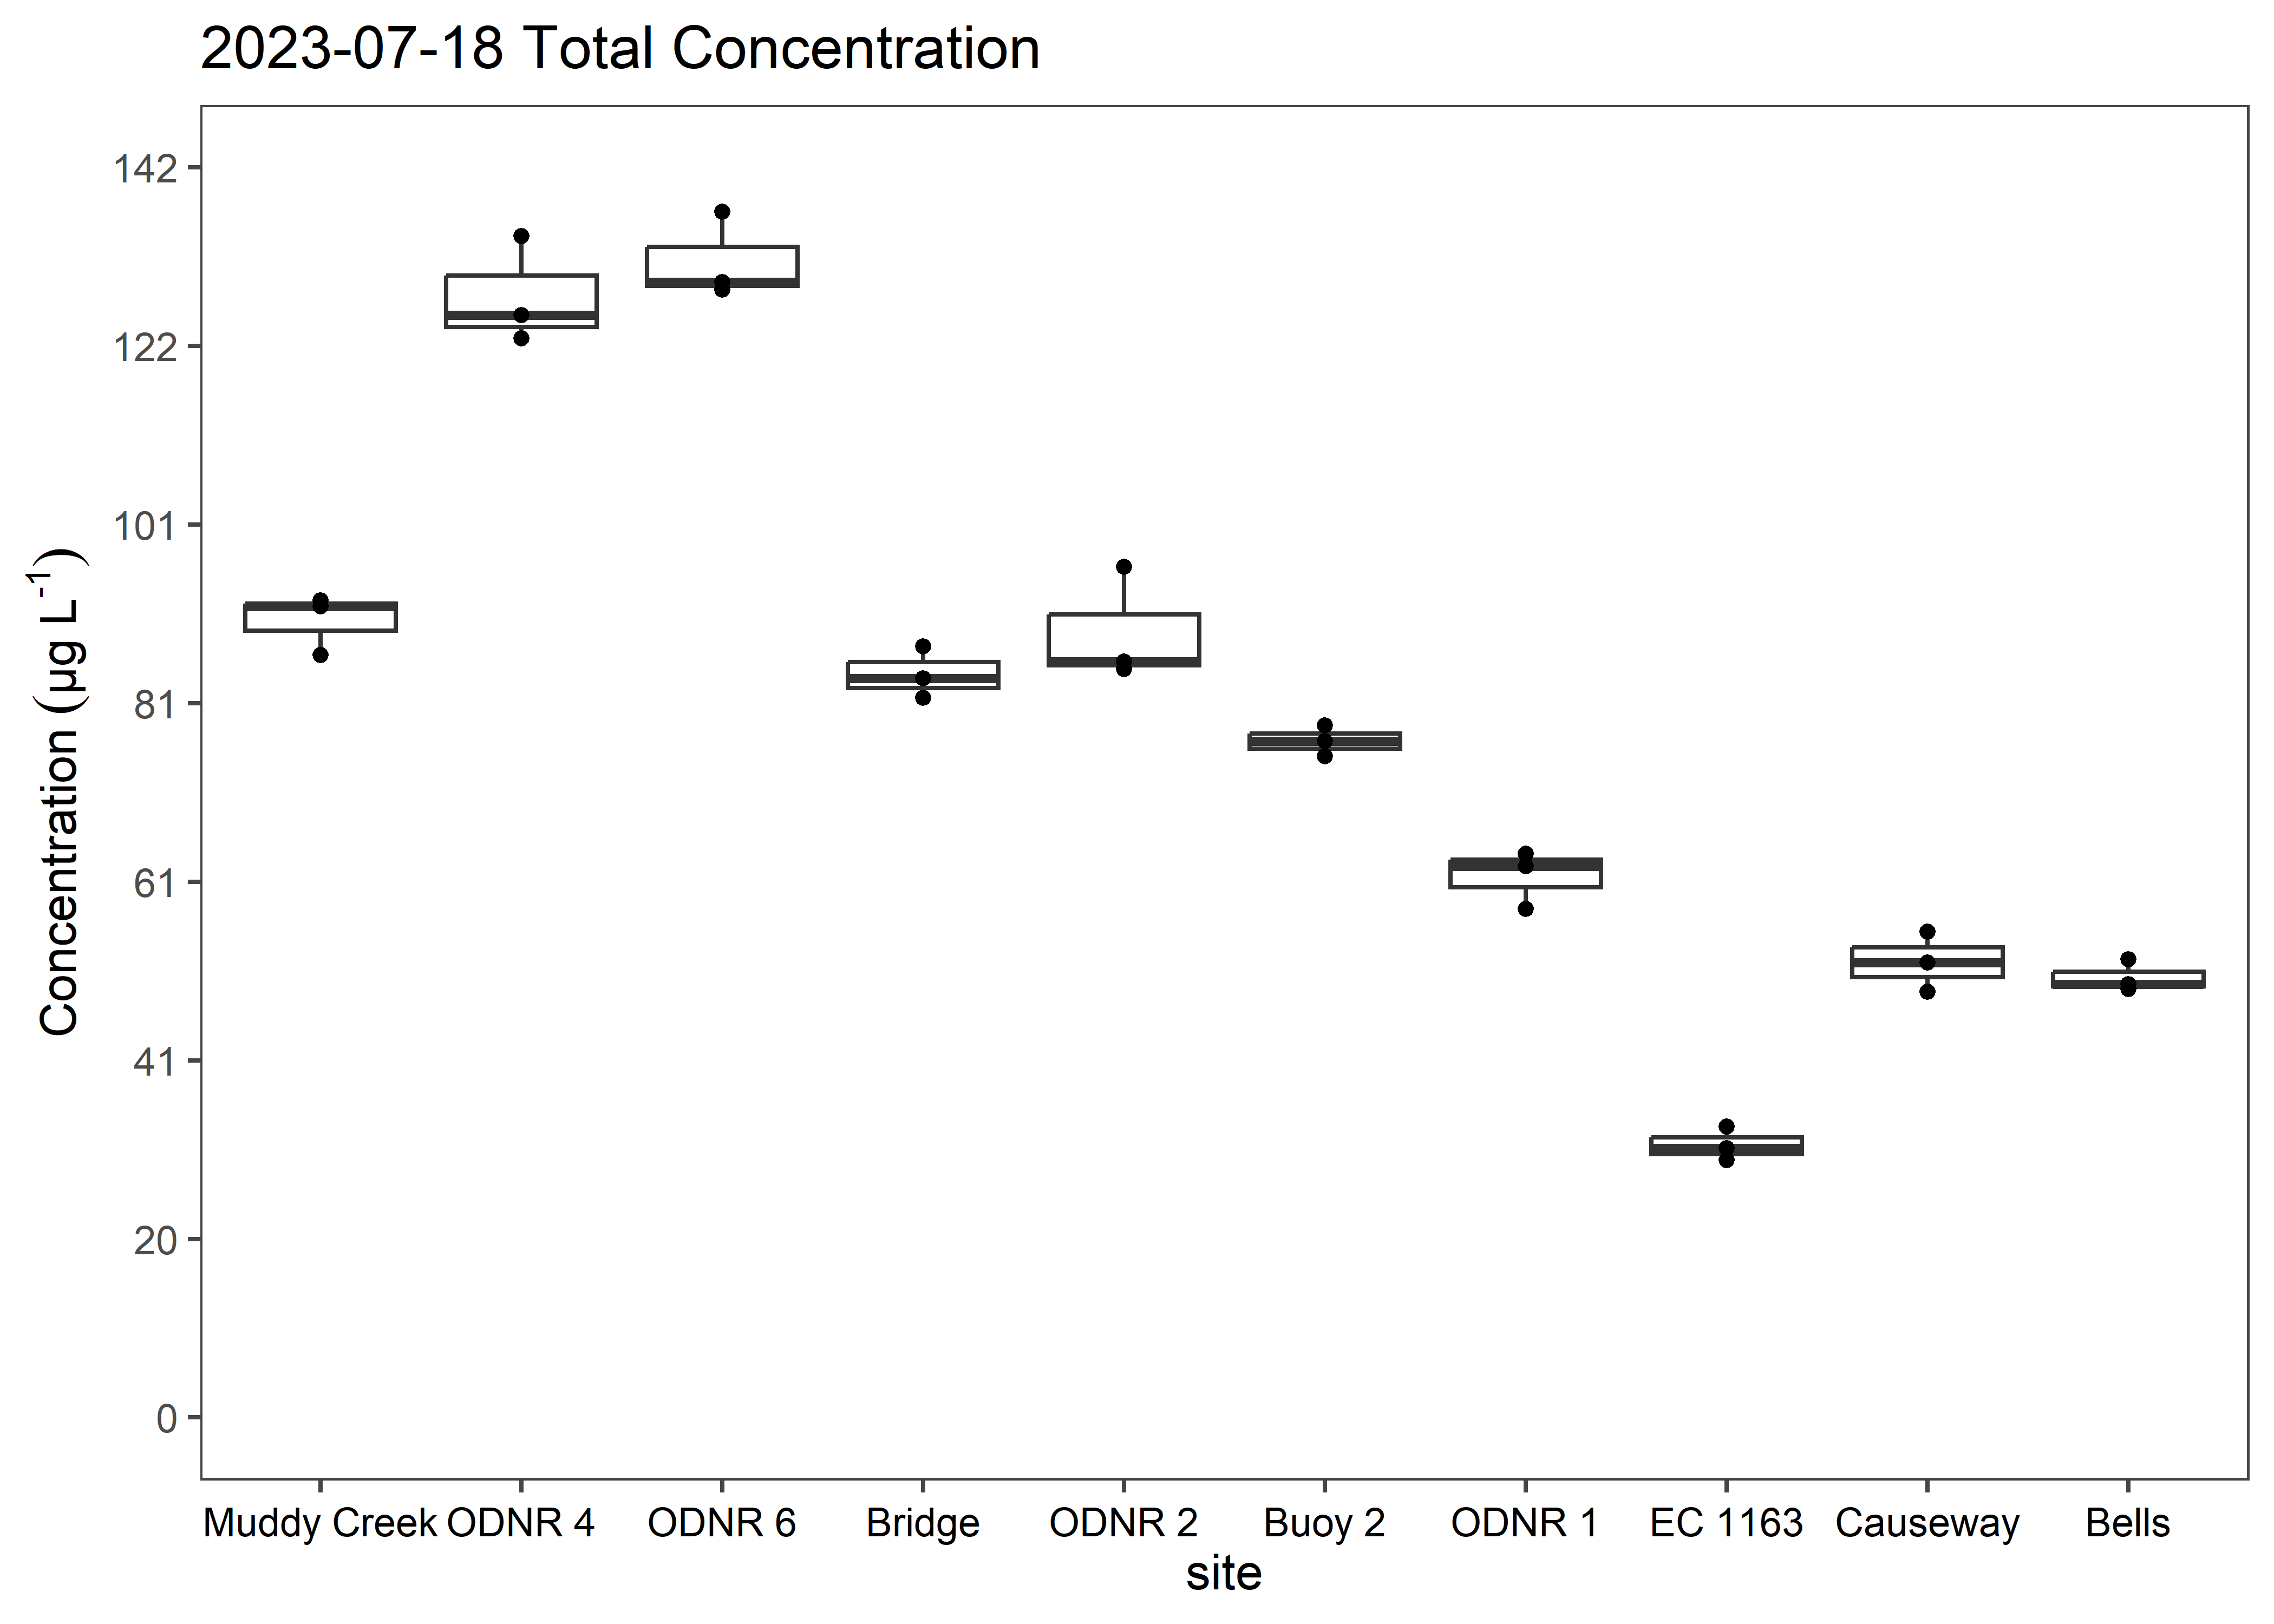 2023-07-18 Total Concentration
Concentration (µg L⁻¹)
142
122
101
81
61
41
20
0
Muddy Creek ODNR 4 ODNR 6 Bridge ODNR 2 Buoy 2 ODNR 1 EC 1163 Causeway Bells
site